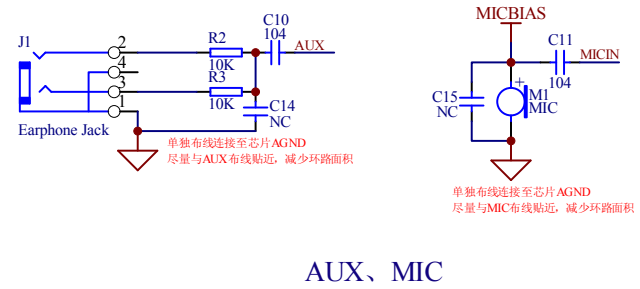 J1
2
4
3
1
Earphone Jack
R2
10K
R3
10K
C10
104
AUX
C14
NC
单独布线连接至芯片AGND
尽量与AUX布线贴近，减少环路面积
MICBIAS
C11
104
MICIN
C15
NC
+
M1
MIC
单独布线连接至芯片AGND
尽量与MIC布线贴近，减少环路面积
AUX、MIC